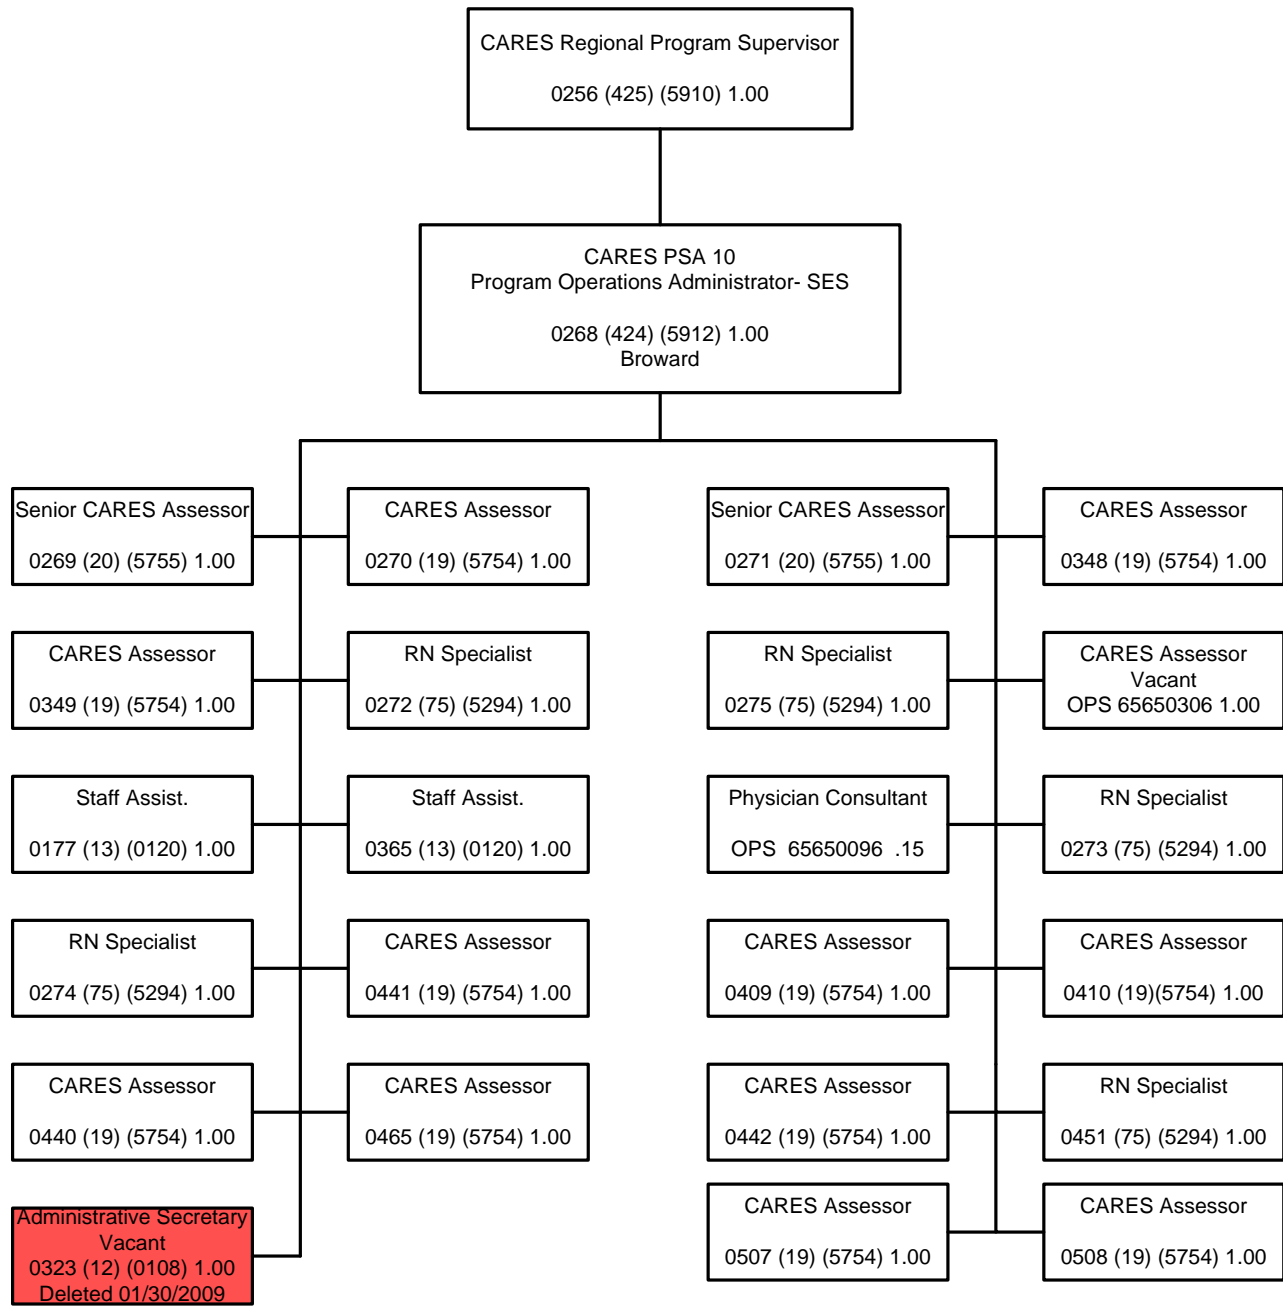 CARES Regional Program Supervisor
0256 (425) (5910) 1.00
CARES PSA 10
Program Operations Administrator- SES
0268 (424) (5912) 1.00
Broward
Senior CARES Assessor
0269 (20) (5755) 1.00
CARES Assessor
0270 (19) (5754) 1.00
Senior CARES Assessor
0271 (20) (5755) 1.00
CARES Assessor
0348 (19) (5754) 1.00
CARES Assessor
0349 (19) (5754) 1.00
RN Specialist
0272 (75) (5294) 1.00
RN Specialist
0275 (75) (5294) 1.00
CARES Assessor
Vacant
OPS 65650306 1.00
Staff Assist.
0177 (13) (0120) 1.00
Staff Assist.
0365 (13) (0120) 1.00
Physician Consultant
OPS  65650096  .15
RN Specialist
0273 (75) (5294) 1.00
RN Specialist
0274 (75) (5294) 1.00
CARES Assessor
0441 (19) (5754) 1.00
CARES Assessor
0409 (19) (5754) 1.00
CARES Assessor
0410 (19)(5754) 1.00
CARES Assessor
0440 (19) (5754) 1.00
CARES Assessor
0465 (19) (5754) 1.00
CARES Assessor
0442 (19) (5754) 1.00
RN Specialist
0451 (75) (5294) 1.00
Administrative Secretary
Vacant
0323 (12) (0108) 1.00
Deleted 01/30/2009
CARES Assessor
0507 (19) (5754) 1.00
CARES Assessor
0508 (19) (5754) 1.00